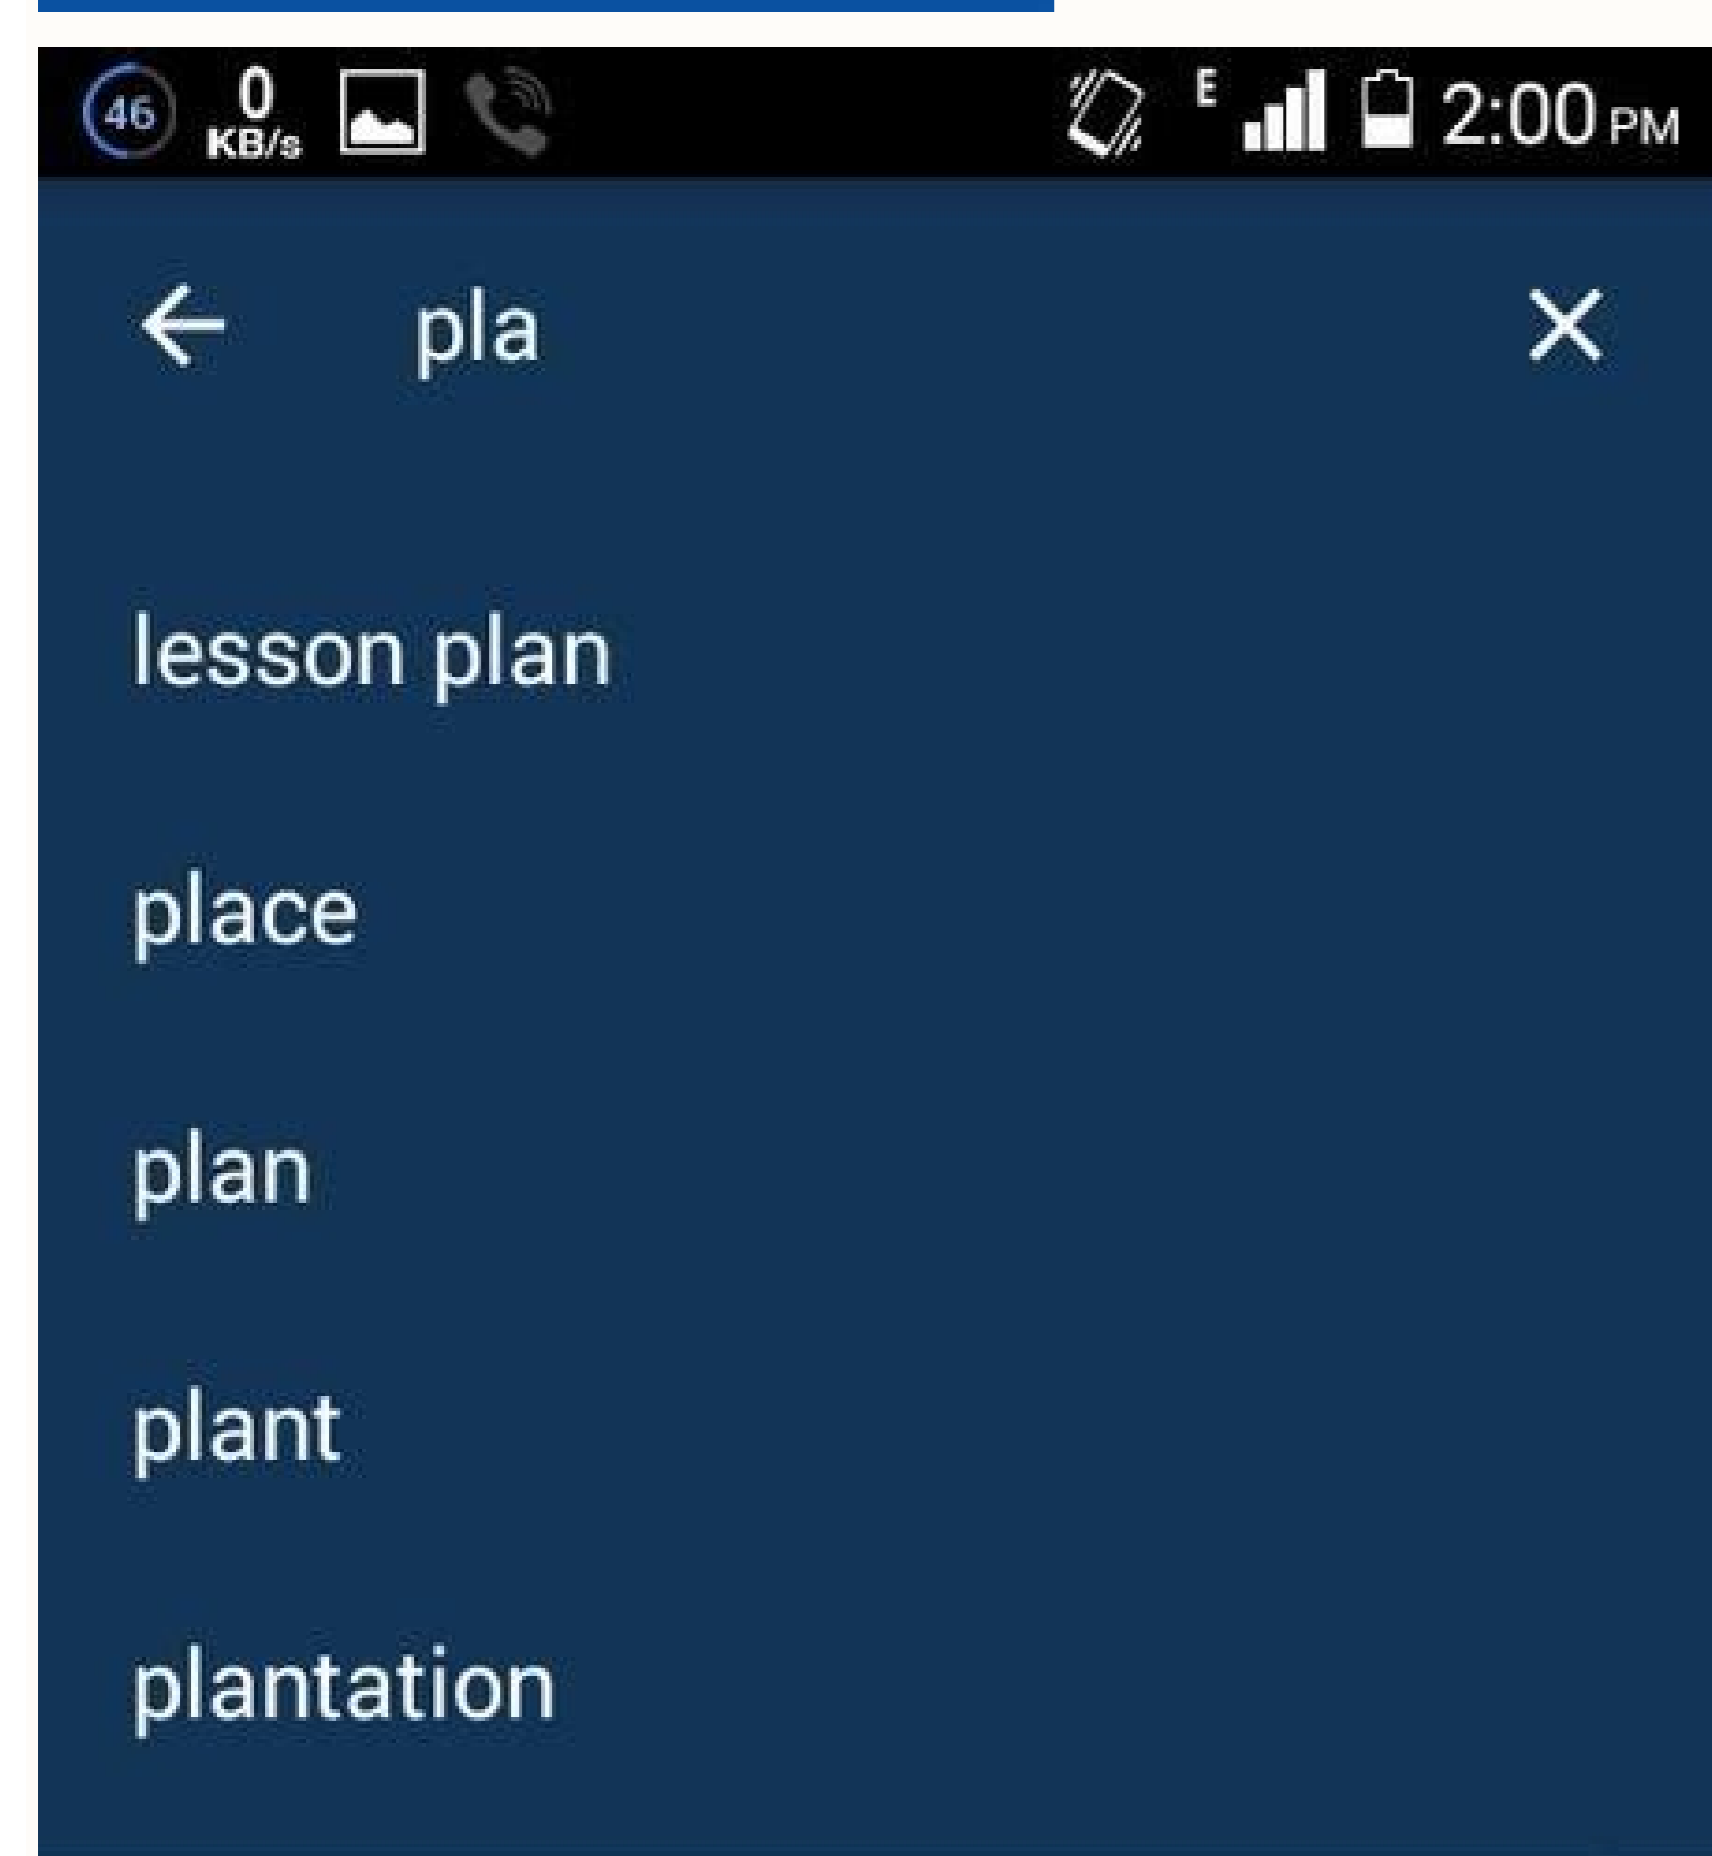 46 0 KB/s E 2:00 PM
pla
lesson plan
place
plan
plant
plantation